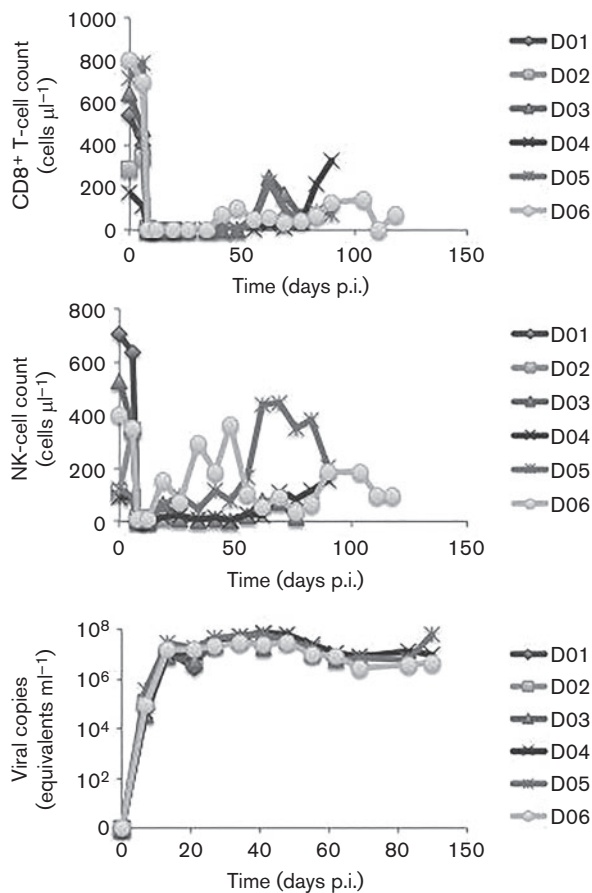 CD8+ T-cell count
(cells µl−1)
1000
800
600
400
200
0
0 50 100 150
Time (days p.i.)
D01
D02
D03
D04
D05
D06
NK-cell count
(cells µl−1)
800
600
400
200
0
0 50 100 150
Time (days p.i.)
D01
D02
D03
D04
D05
D06
Viral copies
(equivalents ml−1)
10⁸
10⁶
10⁴
10²
0
0 20 40 60 80 150
Time (days p.i.)
D01
D02
D03
D04
D05
D06